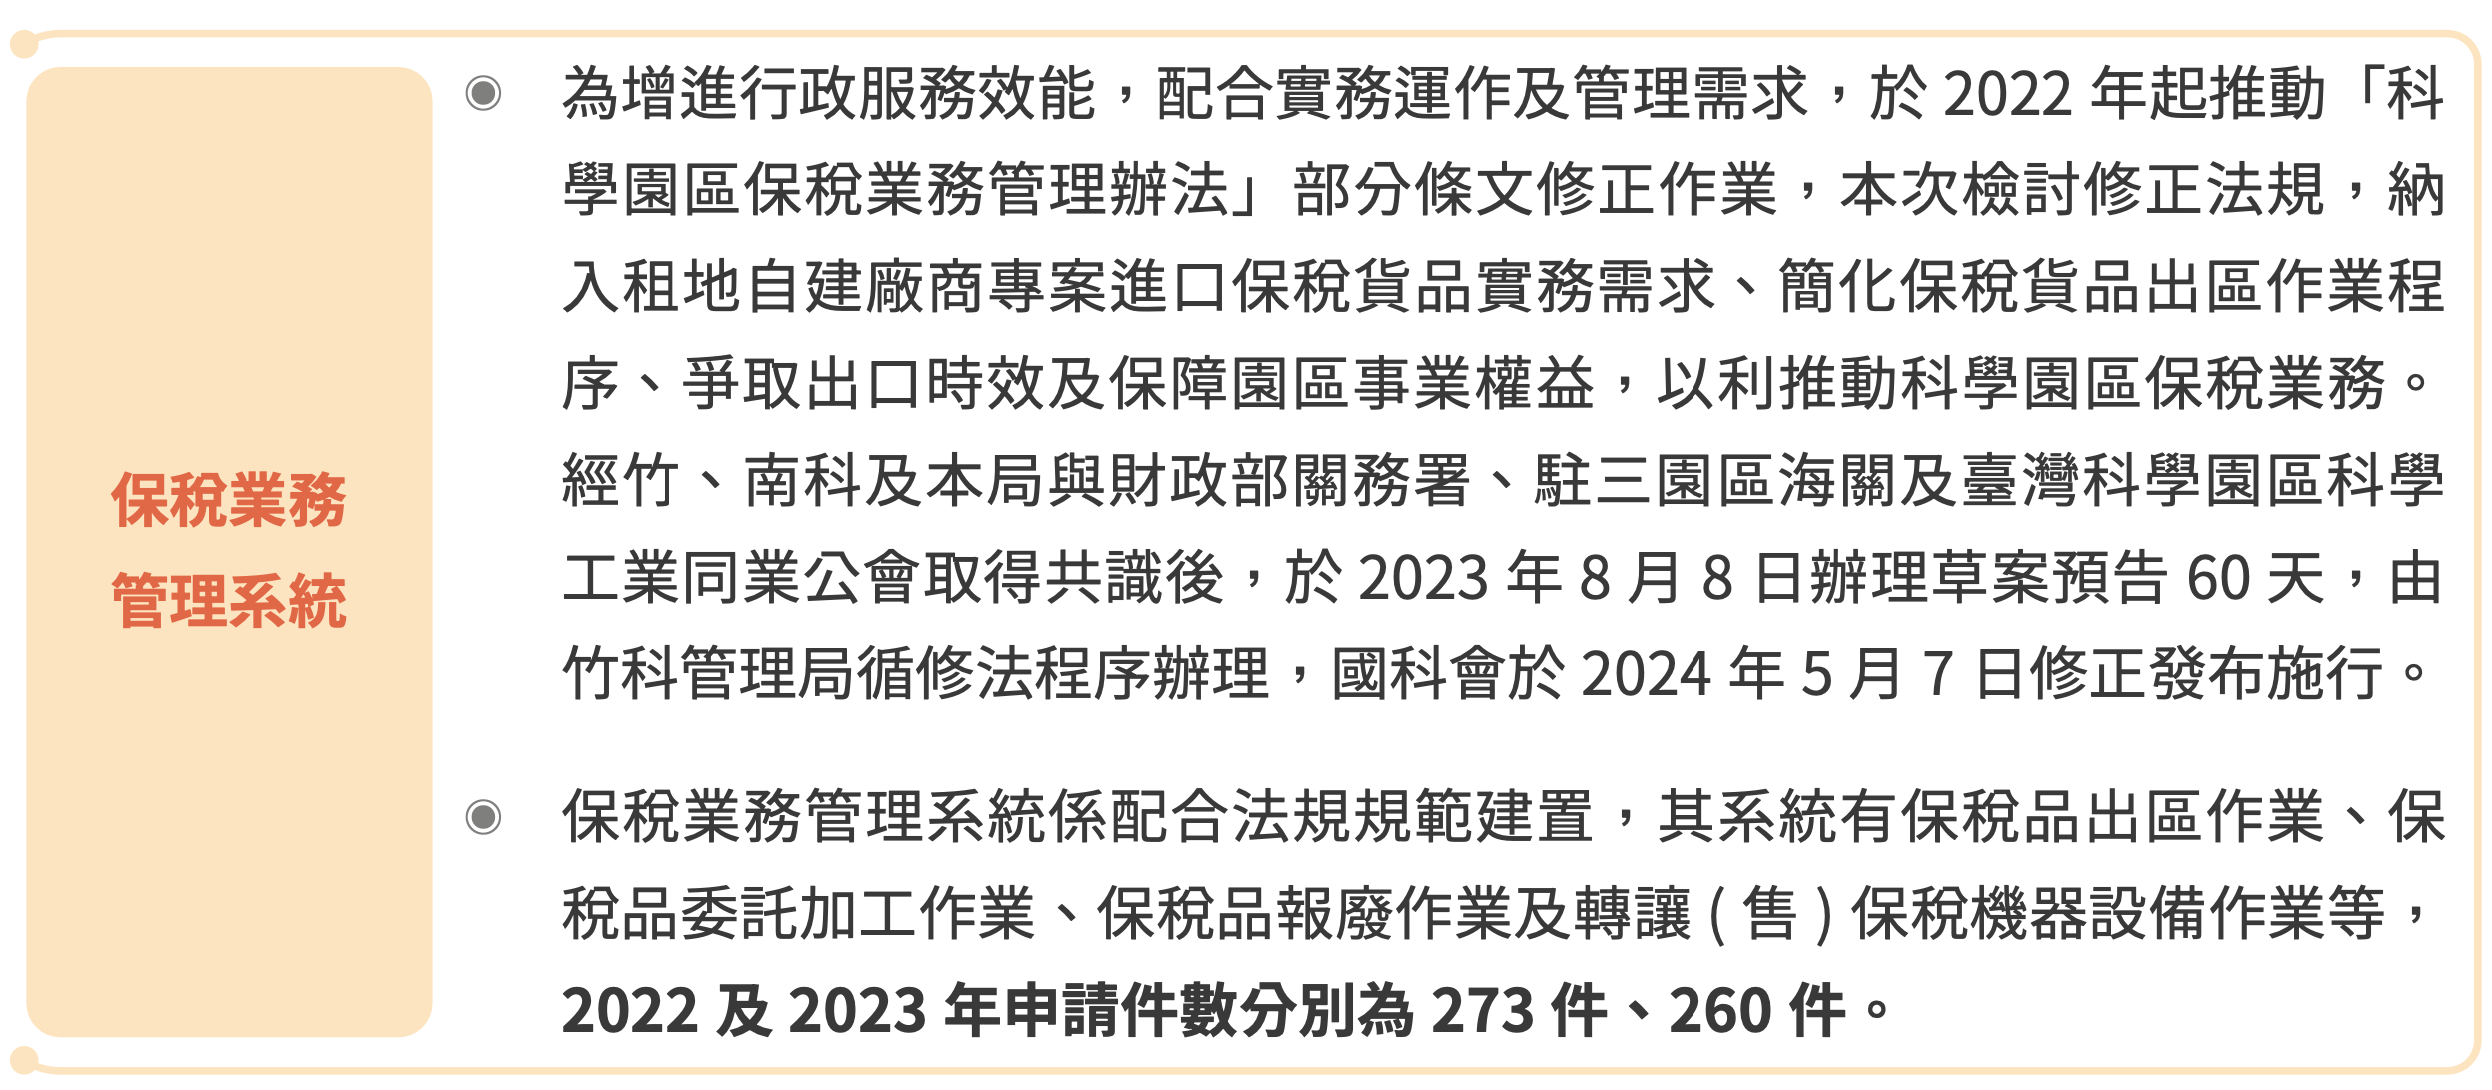 保稅業務
管理系統
◉ 為增進行政服務效能，配合實務運作及管理需求，於 2022 年起推動「科
學園區保稅業務管理辦法」部分條文修正作業，本次檢討修正法規，納
入租地自建廠商專案進口保稅貨品實務需求、簡化保稅貨品出區作業程
序、爭取出口時效及保障園區事業權益，以利推動科學園區保稅業務。
經竹、南科及本局與財政部關務署、駐三園區海關及臺灣科學園區科學
工業同業公會取得共識後，於 2023 年 8 月 8 日辦理草案預告 60 天，由
竹科管理局循修法程序辦理，國科會於 2024 年 5 月 7 日修正發布施行。
◉ 保稅業務管理系統係配合法規規範建置，其系統有保稅品出區作業、保
稅品委託加工作業、保稅品報廢作業及轉讓 ( 售 ) 保稅機器設備作業等，
2022 及 2023 年申請件數分別為 273 件、260 件。